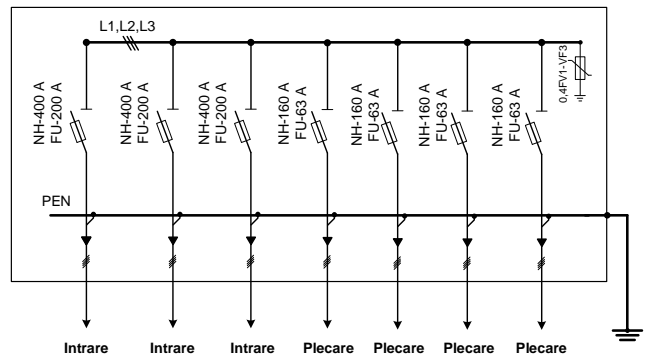 L1,L2,L3
NH-400 A
FU-200 A
NH-400 A
FU-200 A
NH-400 A
FU-200 A
NH-160 A
FU-63 A
NH-160 A
FU-63 A
NH-160 A
FU-63 A
NH-160 A
FU-63 A
0,4FV1-VF3
PEN
Intrare Intrare Intrare Plecare Plecare Plecare Plecare